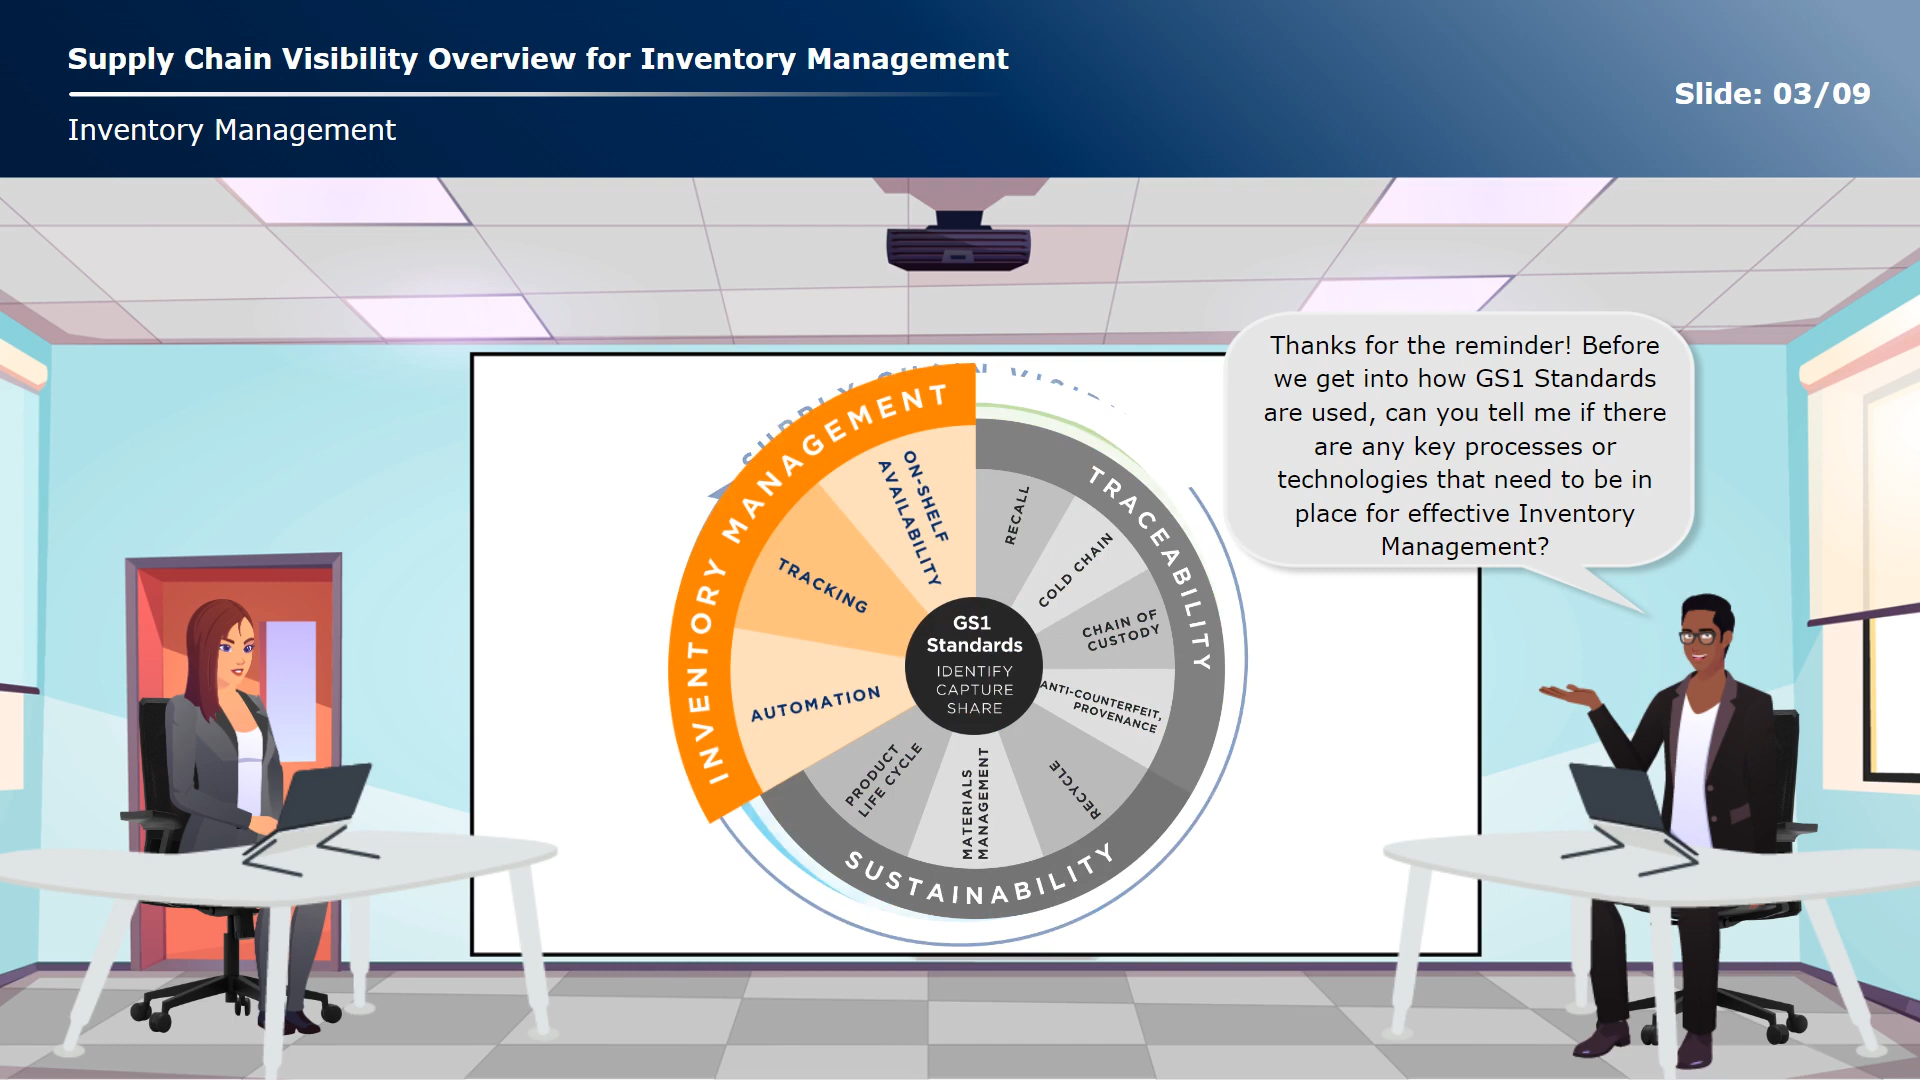 Supply Chain Visibility Overview for Inventory Management
Inventory Management
Slide: 03/09
Thanks for the reminder! Before
we get into how GS1 Standards
are used, can you tell me if there
are any key processes or
technologies that need to be in
place for effective Inventory
Management?
SUPPLY CHAIN
INVENTORY MANAGEMENT
ON-SHELF
AVAILABILITY
TRACKING
AUTOMATION
TRACEABILITY
RECALL
COLD CHAIN
CHAIN OF
CUSTODY
ANTI-COUNTERFEIT,
PROVENANCE
SUSTAINABILITY
RECYCLE
MATERIALS
MANAGEMENT
PRODUCT
LIFE CYCLE
GS1
Standards
IDENTIFY
CAPTURE
SHARE